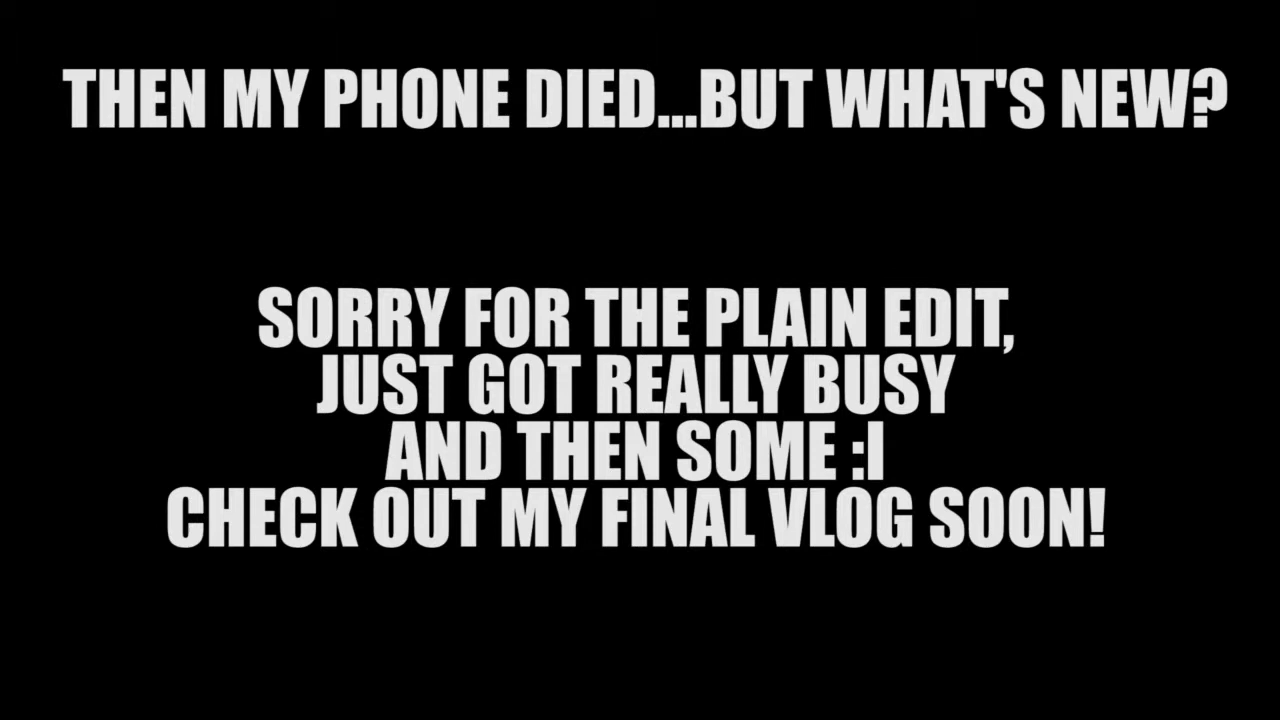 THEN MY PHONE DIED...BUT WHAT'S NEW?
SORRY FOR THE PLAIN EDIT,
JUST GOT REALLY BUSY
AND THEN SOME :I
CHECK OUT MY FINAL VLOG SOON!